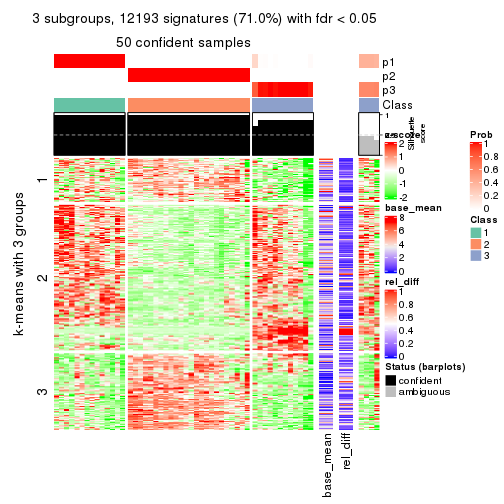 3 subgroups, 12193 signatures (71.0%) with fdr < 0.05
50 confident samples
p1
p2
p3
Class
1
0
Silhouette
score
k-means with 3 groups
1
2
3
base_mean
rel_diff
z-score
2
1
0
-1
-2
base_mean
8
6
4
2
0
rel_diff
1
0.8
0.6
0.4
0.2
0
Status (barplots)
confident
ambiguous
Prob
1
0.8
0.6
0.4
0.2
0
Class
1
2
3